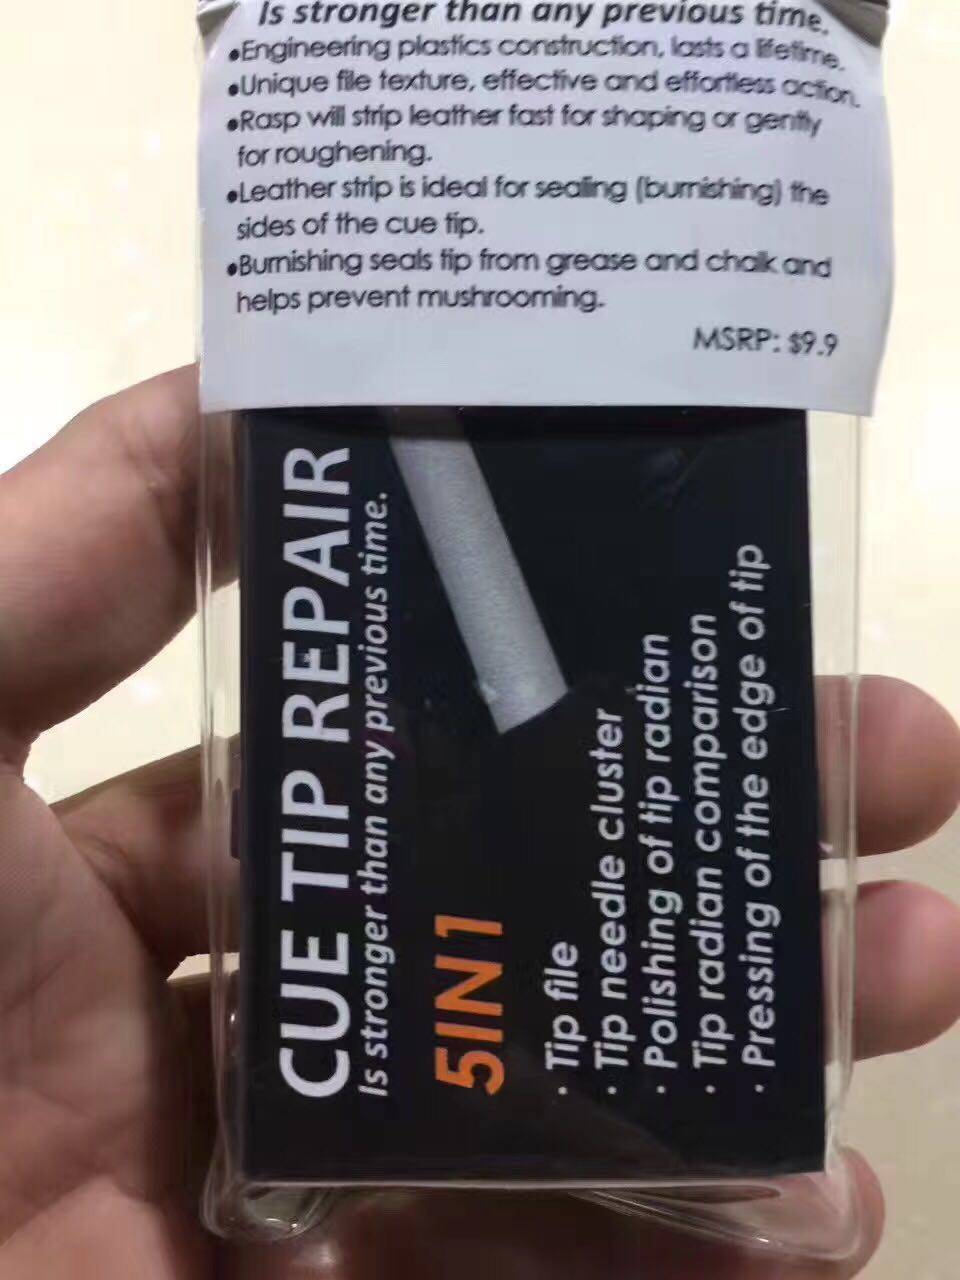 Is stronger than any previous time.
•Engineering plastics construction, lasts a lifetime.
•Unique file texture, effective and effortless action.
•Rasp will strip leather fast for shaping or gently
for roughening.
•Leather strip is ideal for sealing (burnishing) the
sides of the cue tip.
•Burnishing seals tip from grease and chalk and
helps prevent mushrooming.
MSRP: $9.9
CUE TIP REPAIR
Is stronger than any previous time.
5IN1
· Tip file
· Tip needle cluster
· Polishing of tip radian
· Tip radian comparison
· Pressing of the edge of tip